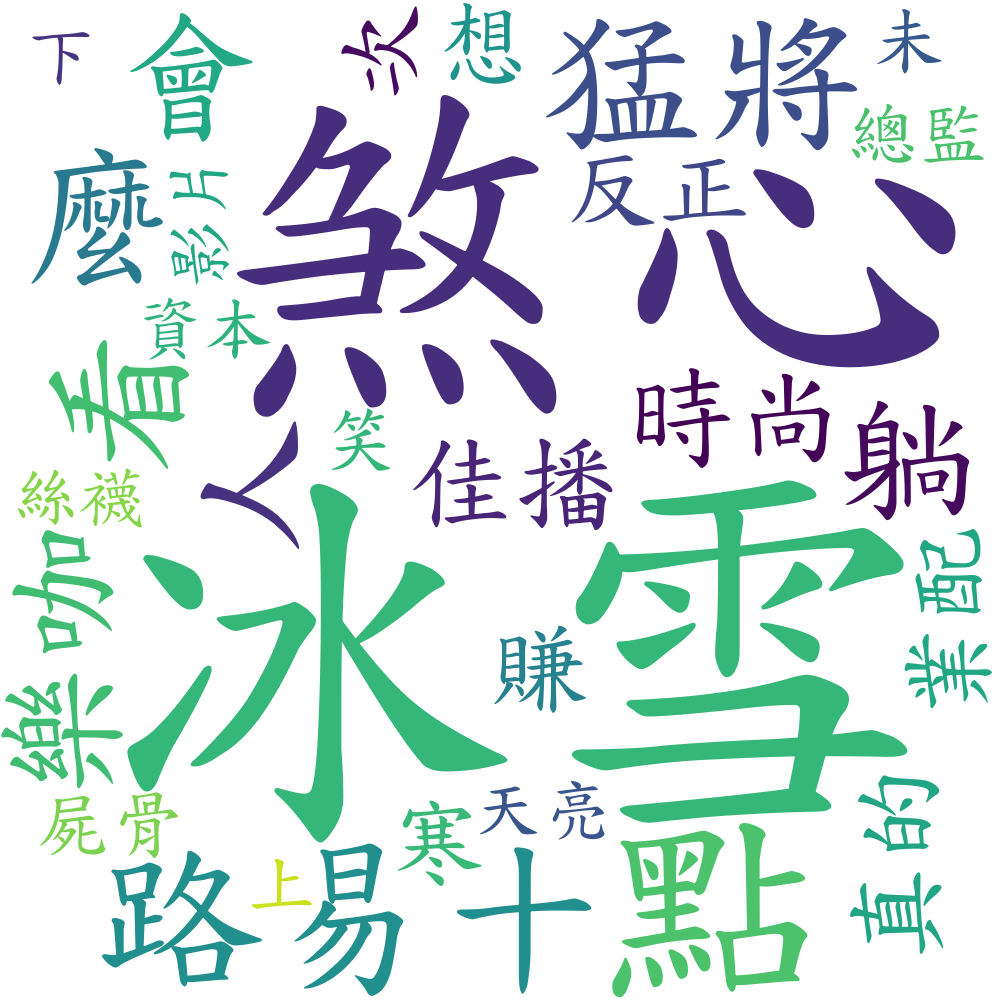 下
會
次
想
猛將
未
總監
麼
影片
煞心
反正
資本
看
人
笑
佳播
時尚
躺
絲襪
樂咖
冰雪
業配
賺
屍骨
寒
天亮
真的
路易十
上
點